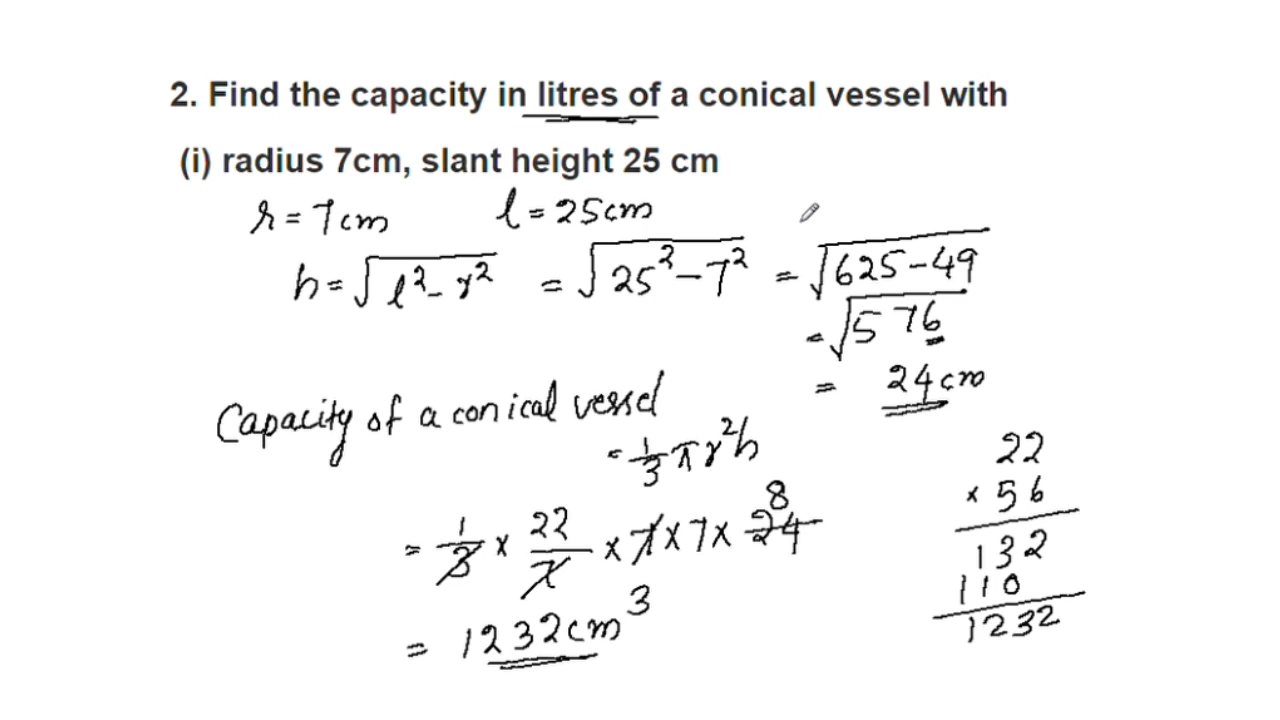 2. Find the capacity in litres of a conical vessel with
(i) radius 7cm, slant height 25 cm
r = 7cm l = 25cm
h = √l²-r² = √25²-7² = √625-49
= √576
= 24cm
Capacity of a conical vessel
= 1/3 πr²h
= 1/3 × 22/7 × 7 × 7 × 24 8
= 1232cm³
22
× 56
132
110
1232